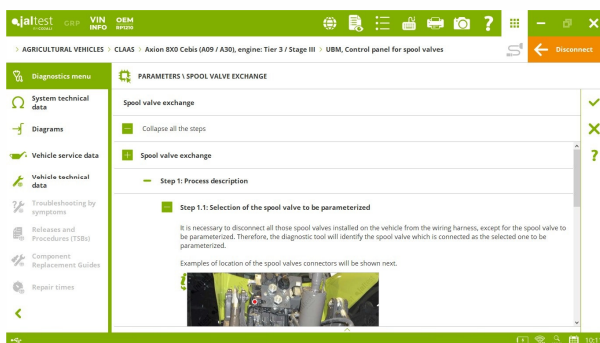 jaltest GRP VIN INFO OEM BP1216 ?
> AGRICULTURAL VEHICLES > CLAAS > Axion 8X0 Cebis (A09 / A30), engine: Tier 3 / Stage III > UBM, Control panel for spool valves
Disconnect
Diagnostics menu
System technical data
Diagrams
Vehicle service data
Vehicle technical data
Troubleshooting by symptoms
Releases and Procedures (TSBs)
Component Replacement Guides
Repair times
PARAMETERS \ SPOOL VALVE EXCHANGE
Spool valve exchange
Collapse all the steps
Spool valve exchange
Step 1: Process description
Step 1.1: Selection of the spool valve to be parameterized
It is necessary to disconnect all those spool valves installed on the vehicle from the wiring harness, except for the spool valve to
be parameterized. Therefore, the diagnostic tool will identify the spool valve which is connected as the selected one to be
parameterized.
Examples of location of the spool valves connectors will be shown next.
?